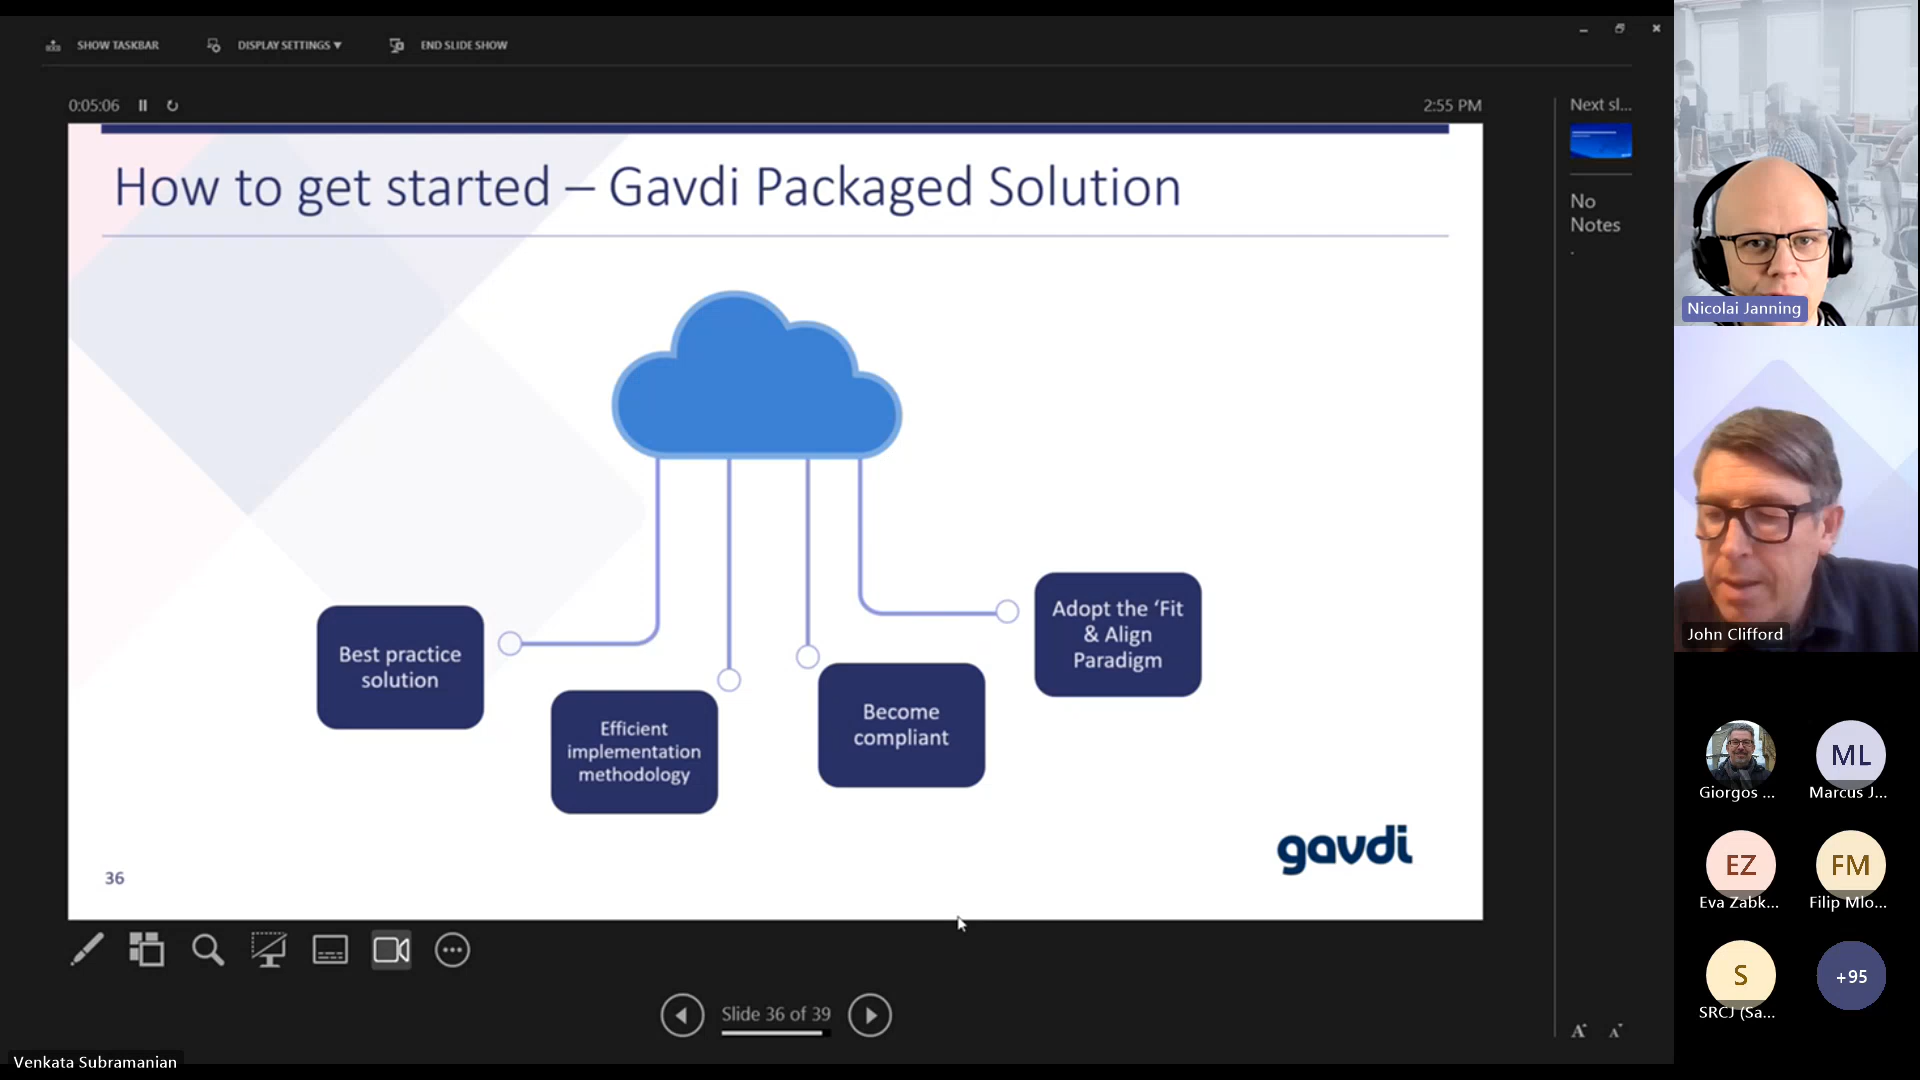 SHOW TASKBAR
DISPLAY SETTINGS ▼
END SLIDE SHOW
0:05:06
2:55 PM
Next sl...
No
Notes
.
How to get started – Gavdi Packaged Solution
Best practice
solution
Efficient
implementation
methodology
Become
compliant
Adopt the ‘Fit
& Align
Paradigm
gavdi
36
Slide 36 of 39
A
A
Venkata Subramanian
Nicolai Janning
John Clifford
Giorgos ...
ML
Marcus J...
EZ
Eva Zabk...
FM
Filip Mlo...
S
SRCJ (Sa...
+95